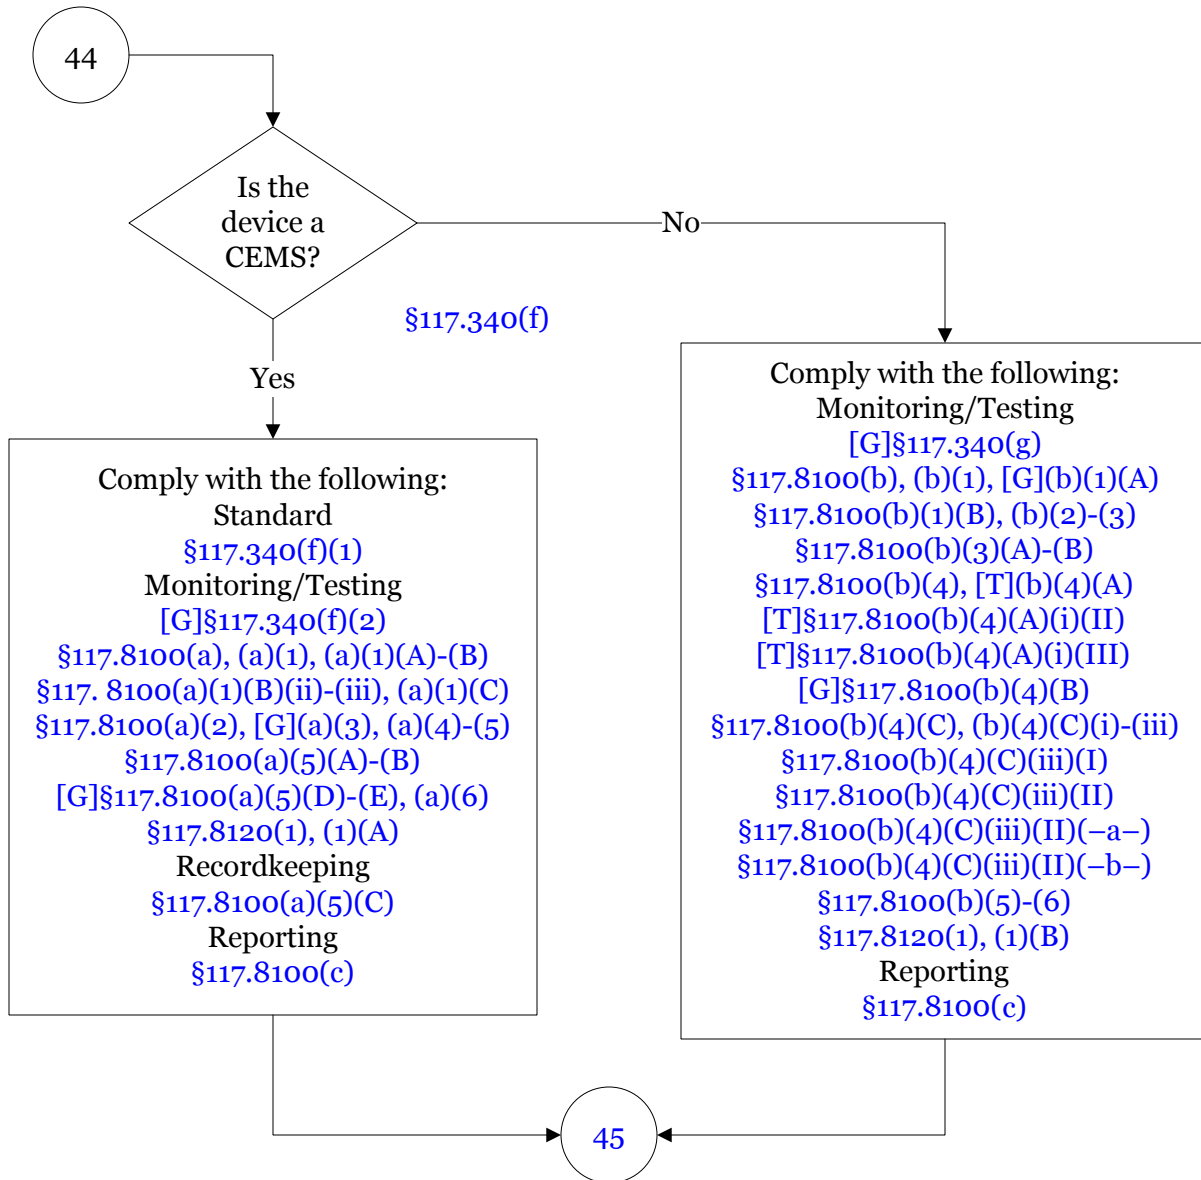 44
Is the
device a
CEMS?
No
§117.340(f)
Yes
Comply with the following:
Standard
§117.340(f)(1)
Monitoring/Testing
[G]§117.340(f)(2)
§117.8100(a), (a)(1), (a)(1)(A)-(B)
§117. 8100(a)(1)(B)(ii)-(iii), (a)(1)(C)
§117.8100(a)(2), [G](a)(3), (a)(4)-(5)
§117.8100(a)(5)(A)-(B)
[G]§117.8100(a)(5)(D)-(E), (a)(6)
§117.8120(1), (1)(A)
Recordkeeping
§117.8100(a)(5)(C)
Reporting
§117.8100(c)
Comply with the following:
Monitoring/Testing
[G]§117.340(g)
§117.8100(b), (b)(1), [G](b)(1)(A)
§117.8100(b)(1)(B), (b)(2)-(3)
§117.8100(b)(3)(A)-(B)
§117.8100(b)(4), [T](b)(4)(A)
[T]§117.8100(b)(4)(A)(i)(II)
[T]§117.8100(b)(4)(A)(i)(III)
[G]§117.8100(b)(4)(B)
§117.8100(b)(4)(C), (b)(4)(C)(i)-(iii)
§117.8100(b)(4)(C)(iii)(I)
§117.8100(b)(4)(C)(iii)(II)
§117.8100(b)(4)(C)(iii)(II)(–a–)
§117.8100(b)(4)(C)(iii)(II)(–b–)
§117.8100(b)(5)-(6)
§117.8120(1), (1)(B)
Reporting
§117.8100(c)
45